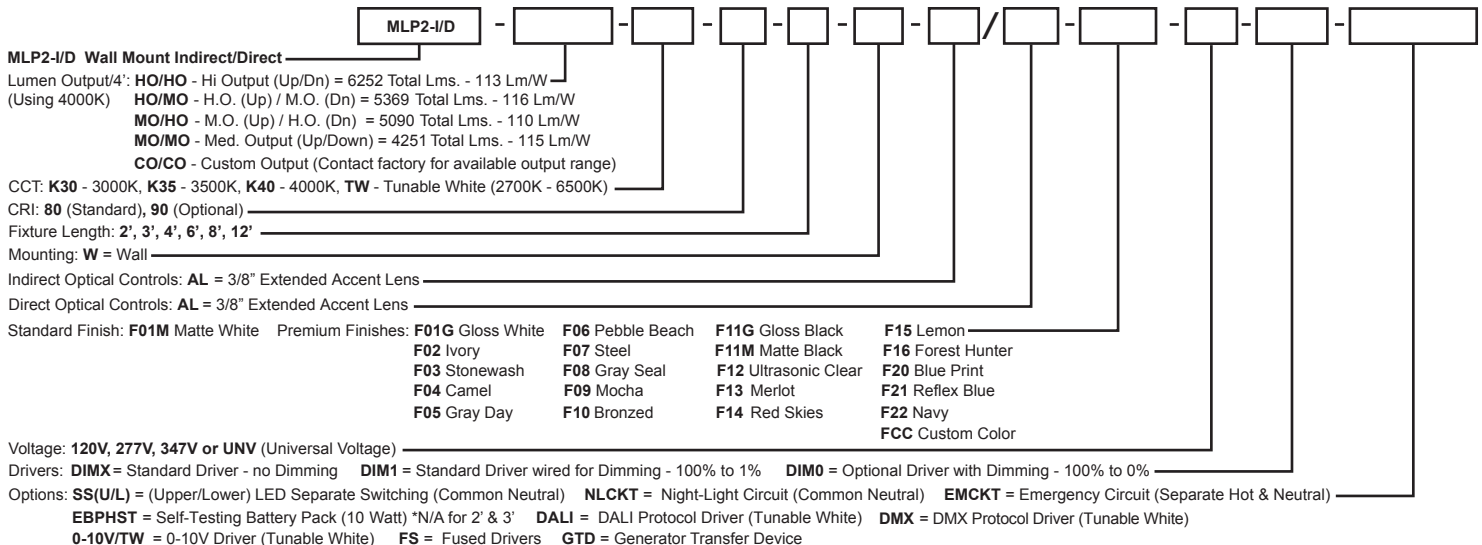 MLP2-I/D - - - - - - / - - - -
MLP2-I/D Wall Mount Indirect/Direct
Lumen Output/4': HO/HO - Hi Output (Up/Dn) = 6252 Total Lms. - 113 Lm/W
(Using 4000K) HO/MO - H.O. (Up) / M.O. (Dn) = 5369 Total Lms. - 116 Lm/W
MO/HO - M.O. (Up) / H.O. (Dn) = 5090 Total Lms. - 110 Lm/W
MO/MO - Med. Output (Up/Down) = 4251 Total Lms. - 115 Lm/W
CO/CO - Custom Output (Contact factory for available output range)
CCT: K30 - 3000K, K35 - 3500K, K40 - 4000K, TW - Tunable White (2700K - 6500K)
CRI: 80 (Standard), 90 (Optional)
Fixture Length: 2', 3', 4', 6', 8', 12'
Mounting: W = Wall
Indirect Optical Controls: AL = 3/8" Extended Accent Lens
Direct Optical Controls: AL = 3/8" Extended Accent Lens
Standard Finish: F01M Matte White Premium Finishes: F01G Gloss White F06 Pebble Beach F11G Gloss Black F15 Lemon
F02 Ivory F07 Steel F11M Matte Black F16 Forest Hunter
F03 Stonewash F08 Gray Seal F12 Ultrasonic Clear F20 Blue Print
F04 Camel F09 Mocha F13 Merlot F21 Reflex Blue
F05 Gray Day F10 Bronzed F14 Red Skies F22 Navy
FCC Custom Color
Voltage: 120V, 277V, 347V or UNV (Universal Voltage)
Drivers: DIMX = Standard Driver - no Dimming DIM1 = Standard Driver wired for Dimming - 100% to 1% DIM0 = Optional Driver with Dimming - 100% to 0%
Options: SS(U/L) = (Upper/Lower) LED Separate Switching (Common Neutral) NLCKT = Night-Light Circuit (Common Neutral) EMCKT = Emergency Circuit (Separate Hot & Neutral)
EBPHST = Self-Testing Battery Pack (10 Watt) *N/A for 2' & 3' DALI = DALI Protocol Driver (Tunable White) DMX = DMX Protocol Driver (Tunable White)
0-10V/TW = 0-10V Driver (Tunable White) FS = Fused Drivers GTD = Generator Transfer Device